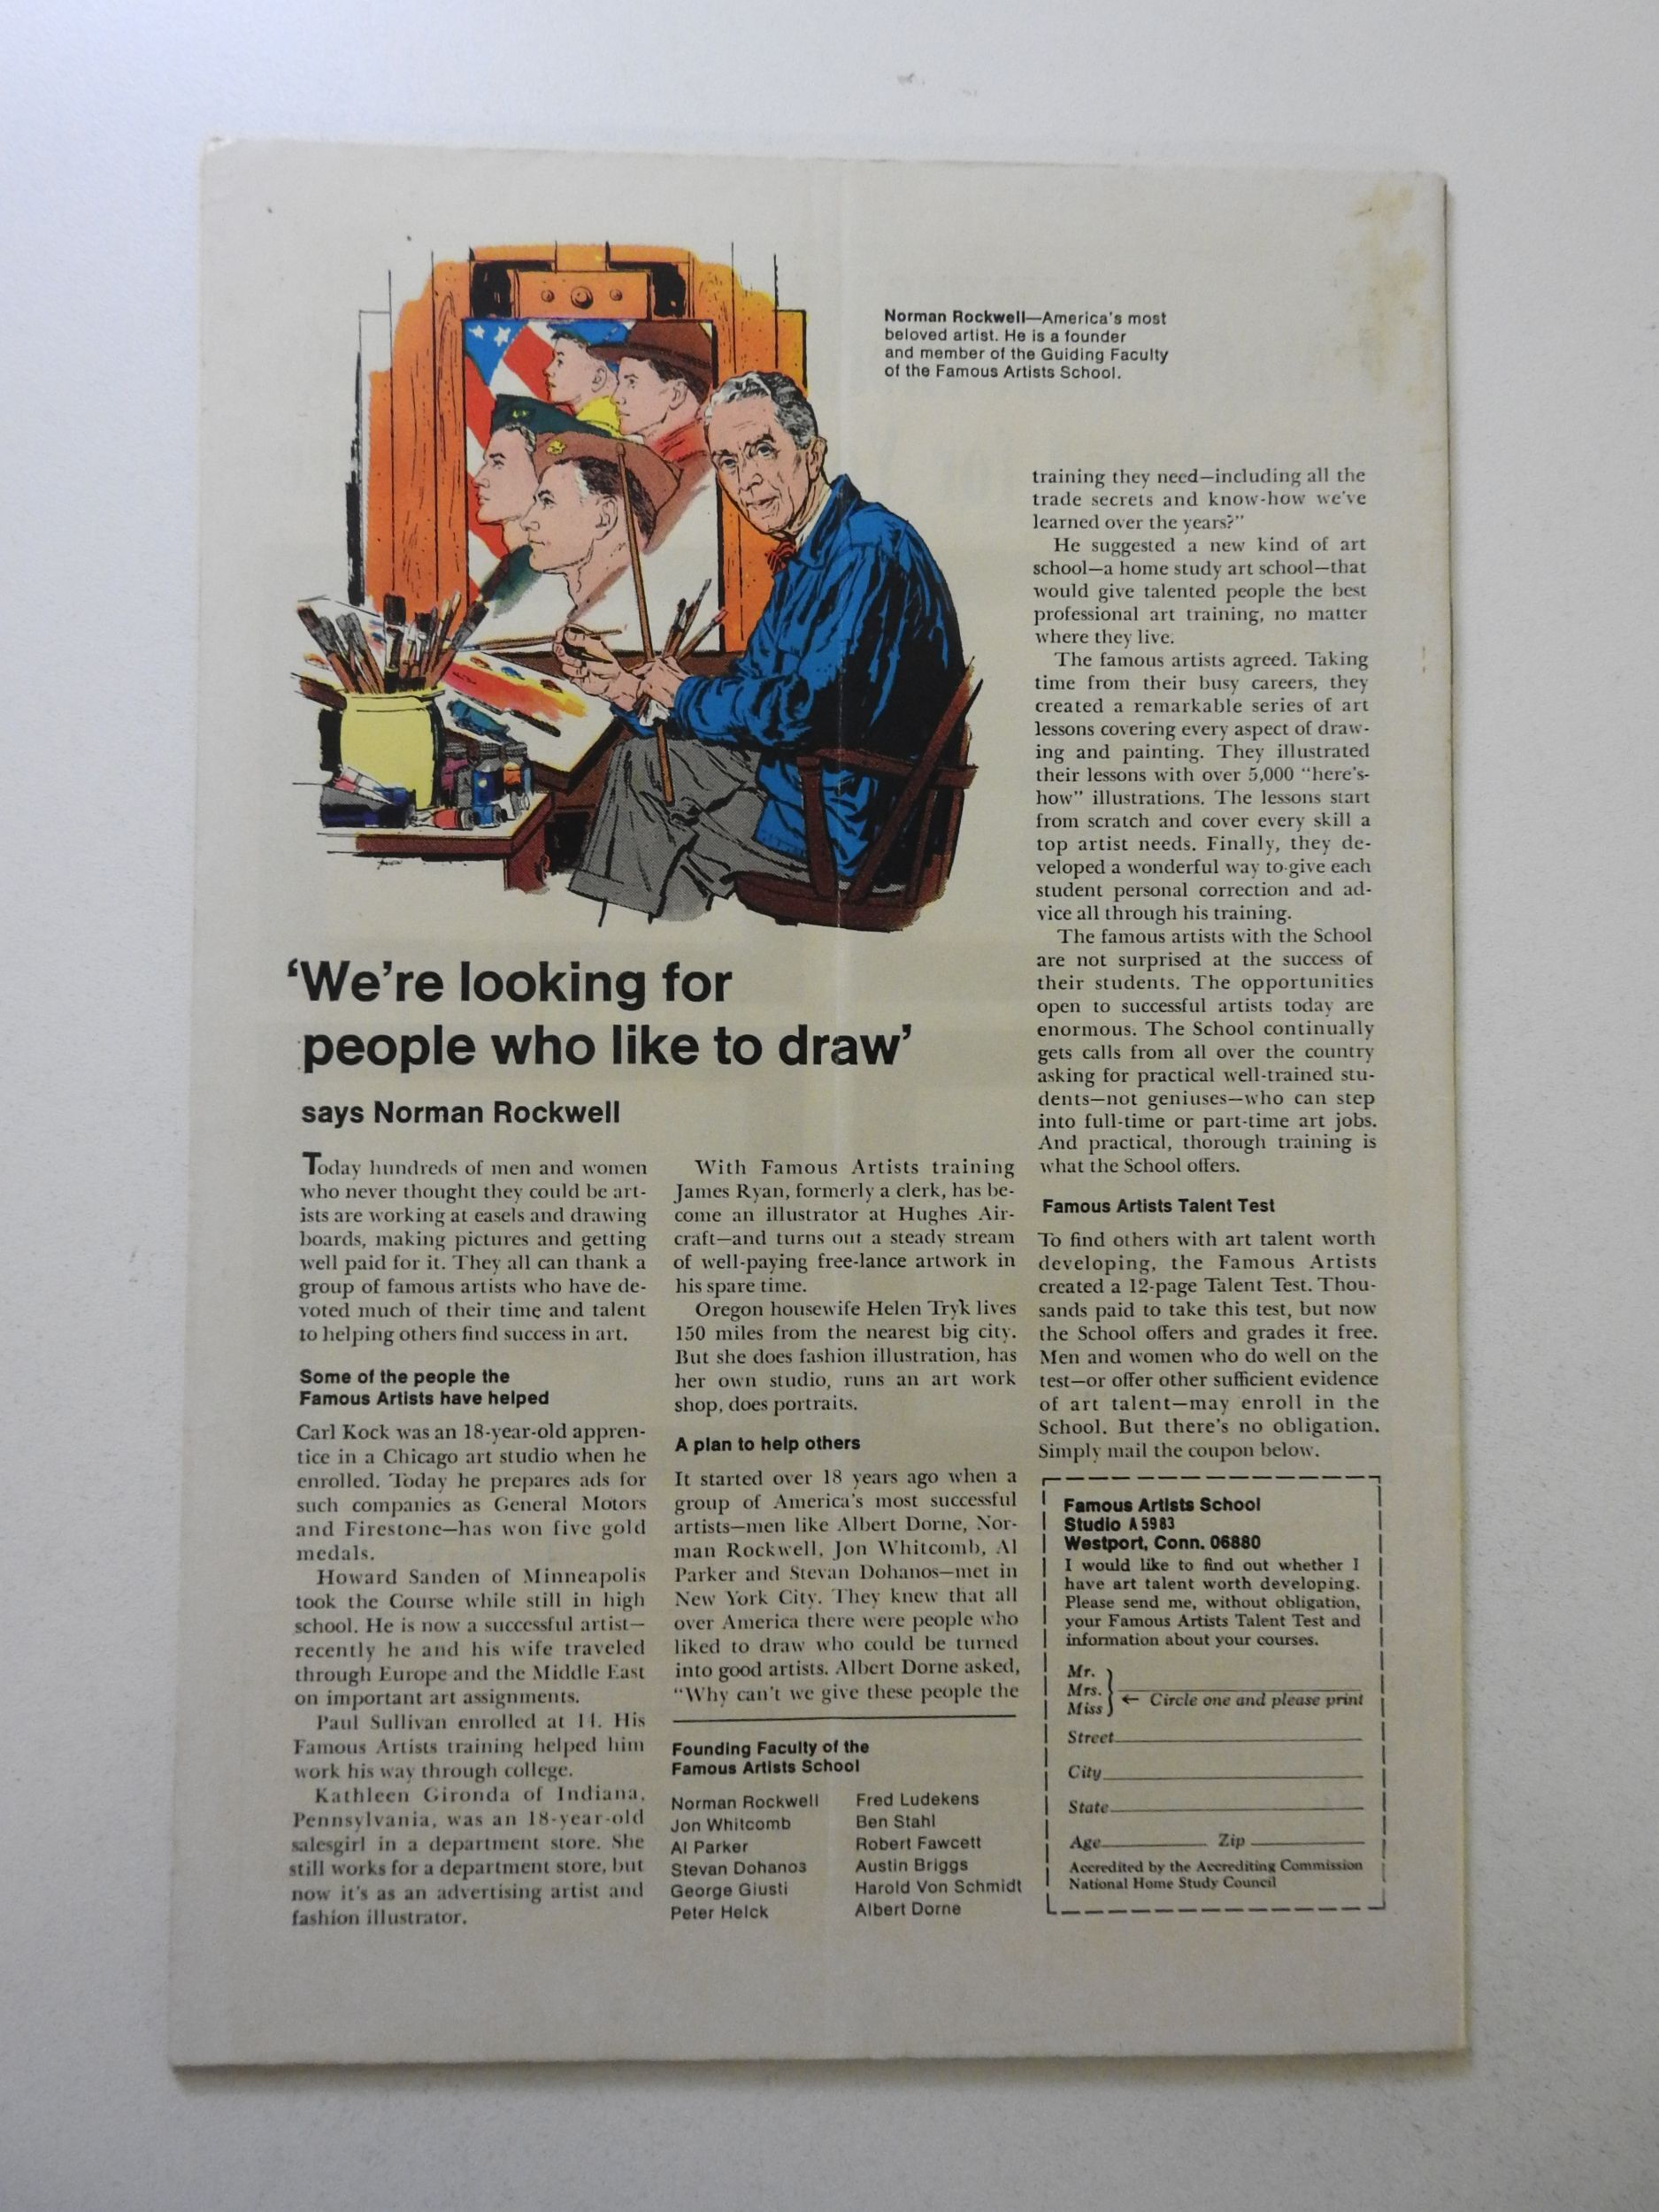 Norman Rockwell—America's most
beloved artist. He is a founder
and member of the Guiding Faculty
of the Famous Artists School.
'We're looking for
people who like to draw'
says Norman Rockwell
Today hundreds of men and women
who never thought they could be art-
ists are working at easels and drawing
boards, making pictures and getting
well paid for it. They all can thank a
group of famous artists who have de-
voted much of their time and talent
to helping others find success in art.
Some of the people the
Famous Artists have helped
Carl Kock was an 18-year-old appren-
tice in a Chicago art studio when he
enrolled. Today he prepares ads for
such companies as General Motors
and Firestone—has won five gold
medals.
Howard Sanden of Minneapolis
took the Course while still in high
school. He is now a successful artist—
recently he and his wife traveled
through Europe and the Middle East
on important art assignments.
Paul Sullivan enrolled at 14. His
Famous Artists training helped him
work his way through college.
Kathleen Gironda of Indiana,
Pennsylvania, was an 18-year-old
salesgirl in a department store. She
still works for a department store, but
now it's as an advertising artist and
fashion illustrator.
With Famous Artists training
James Ryan, formerly a clerk, has be-
come an illustrator at Hughes Air-
craft—and turns out a steady stream
of well-paying free-lance artwork in
his spare time.
Oregon housewife Helen Tryk lives
150 miles from the nearest big city.
But she does fashion illustration, has
her own studio, runs an art work
shop, does portraits.
A plan to help others
It started over 18 years ago when a
group of America's most successful
artists—men like Albert Dorne, Nor-
man Rockwell, Jon Whitcomb, Al
Parker and Stevan Dohanos—met in
New York City. They knew that all
over America there were people who
liked to draw who could be turned
into good artists. Albert Dorne asked,
"Why can't we give these people the
Founding Faculty of the
Famous Artists School
Norman Rockwell
Jon Whitcomb
Al Parker
Stevan Dohanos
George Giusti
Peter Helck
Fred Ludekens
Ben Stahl
Robert Fawcett
Austin Briggs
Harold Von Schmidt
Albert Dorne
training they need—including all the
trade secrets and know-how we've
learned over the years?"
He suggested a new kind of art
school—a home study art school—that
would give talented people the best
professional art training, no matter
where they live.
The famous artists agreed. Taking
time from their busy careers, they
created a remarkable series of art
lessons covering every aspect of draw-
ing and painting. They illustrated
their lessons with over 5,000 "here's-
how" illustrations. The lessons start
from scratch and cover every skill a
top artist needs. Finally, they de-
veloped a wonderful way to give each
student personal correction and ad-
vice all through his training.
The famous artists with the School
are not surprised at the success of
their students. The opportunities
open to successful artists today are
enormous. The School continually
gets calls from all over the country
asking for practical well-trained stu-
dents—not geniuses—who can step
into full-time or part-time art jobs.
And practical, thorough training is
what the School offers.
Famous Artists Talent Test
To find others with art talent worth
developing, the Famous Artists
created a 12-page Talent Test. Thou-
sands paid to take this test, but now
the School offers and grades it free.
Men and women who do well on the
test—or offer other sufficient evidence
of art talent—may enroll in the
School. But there's no obligation.
Simply mail the coupon below.
Famous Artists School
Studio A5983
Westport, Conn. 06880
I would like to find out whether I
have art talent worth developing.
Please send me, without obligation,
your Famous Artists Talent Test and
information about your courses.
Mr.
Mrs.
Miss
← Circle one and please print
Street
City
State
Age Zip
Accredited by the Accrediting Commission
National Home Study Council